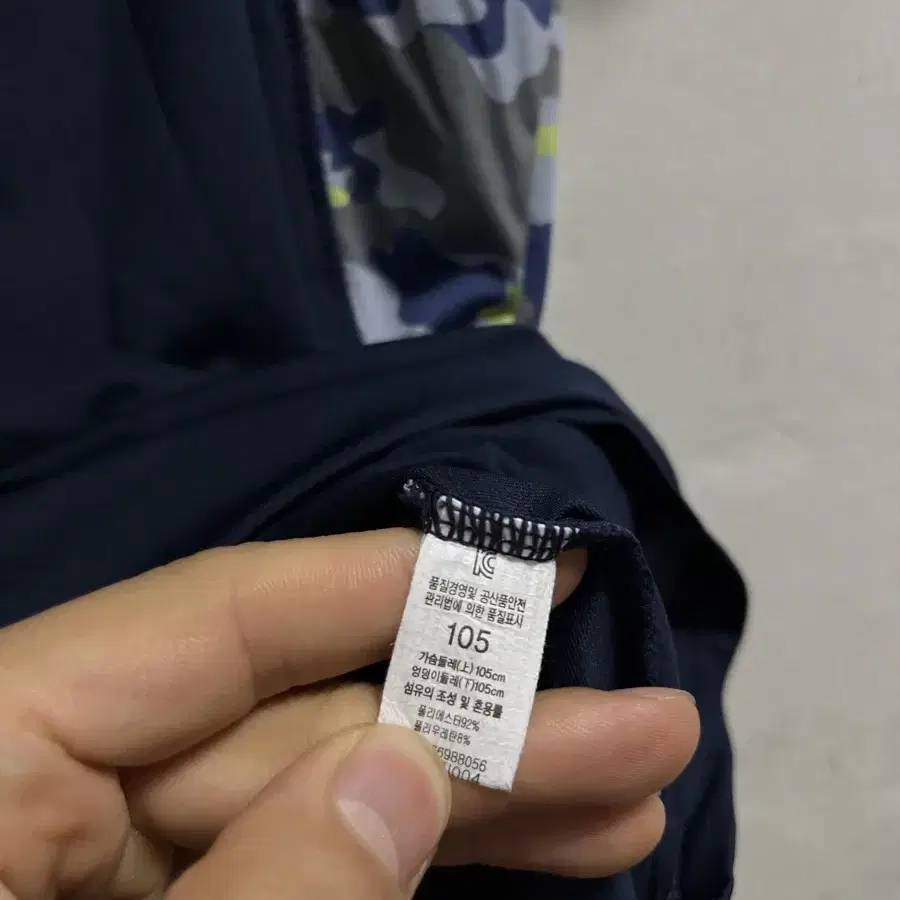 품질경영및 공산품안전
관리법에 의한 품질표시
105
가슴둘레(上)105cm
엉덩이둘레(下)105cm
섬유의 조성 및 혼용률
폴리에스터92%
폴리우레탄8%
6988056
004